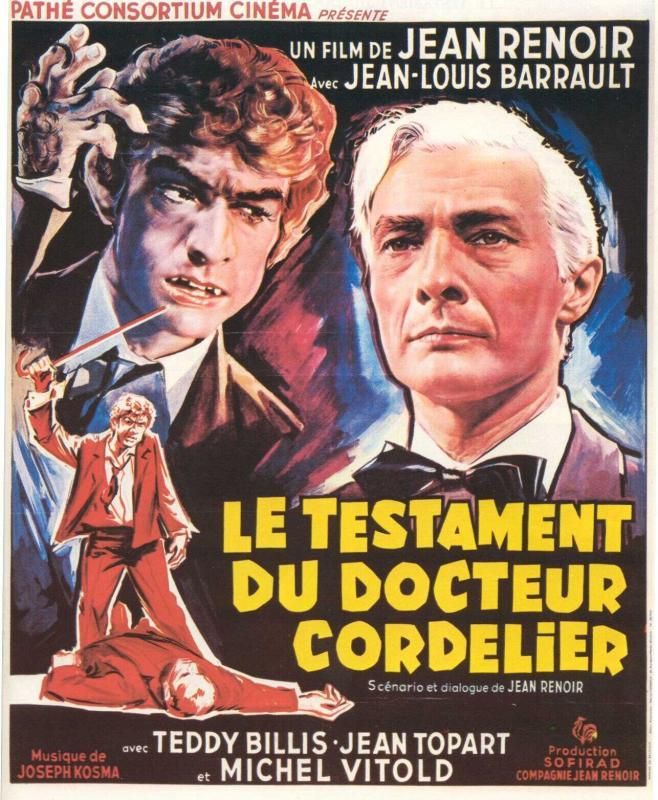 PATHÉ CONSORTIUM CINÉMA PRÉSENTE
UN FILM DE JEAN RENOIR
Avec JEAN-LOUIS BARRAULT
LE TESTAMENT
DU DOCTEUR
CORDELIER
Scénario et dialogue de JEAN RENOIR
avec TEDDY BILLIS · JEAN TOPART
et MICHEL VITOLD
Musique de
JOSEPH KOSMA
Production
SOFIRAD
COMPAGNIE JEAN RENOIR